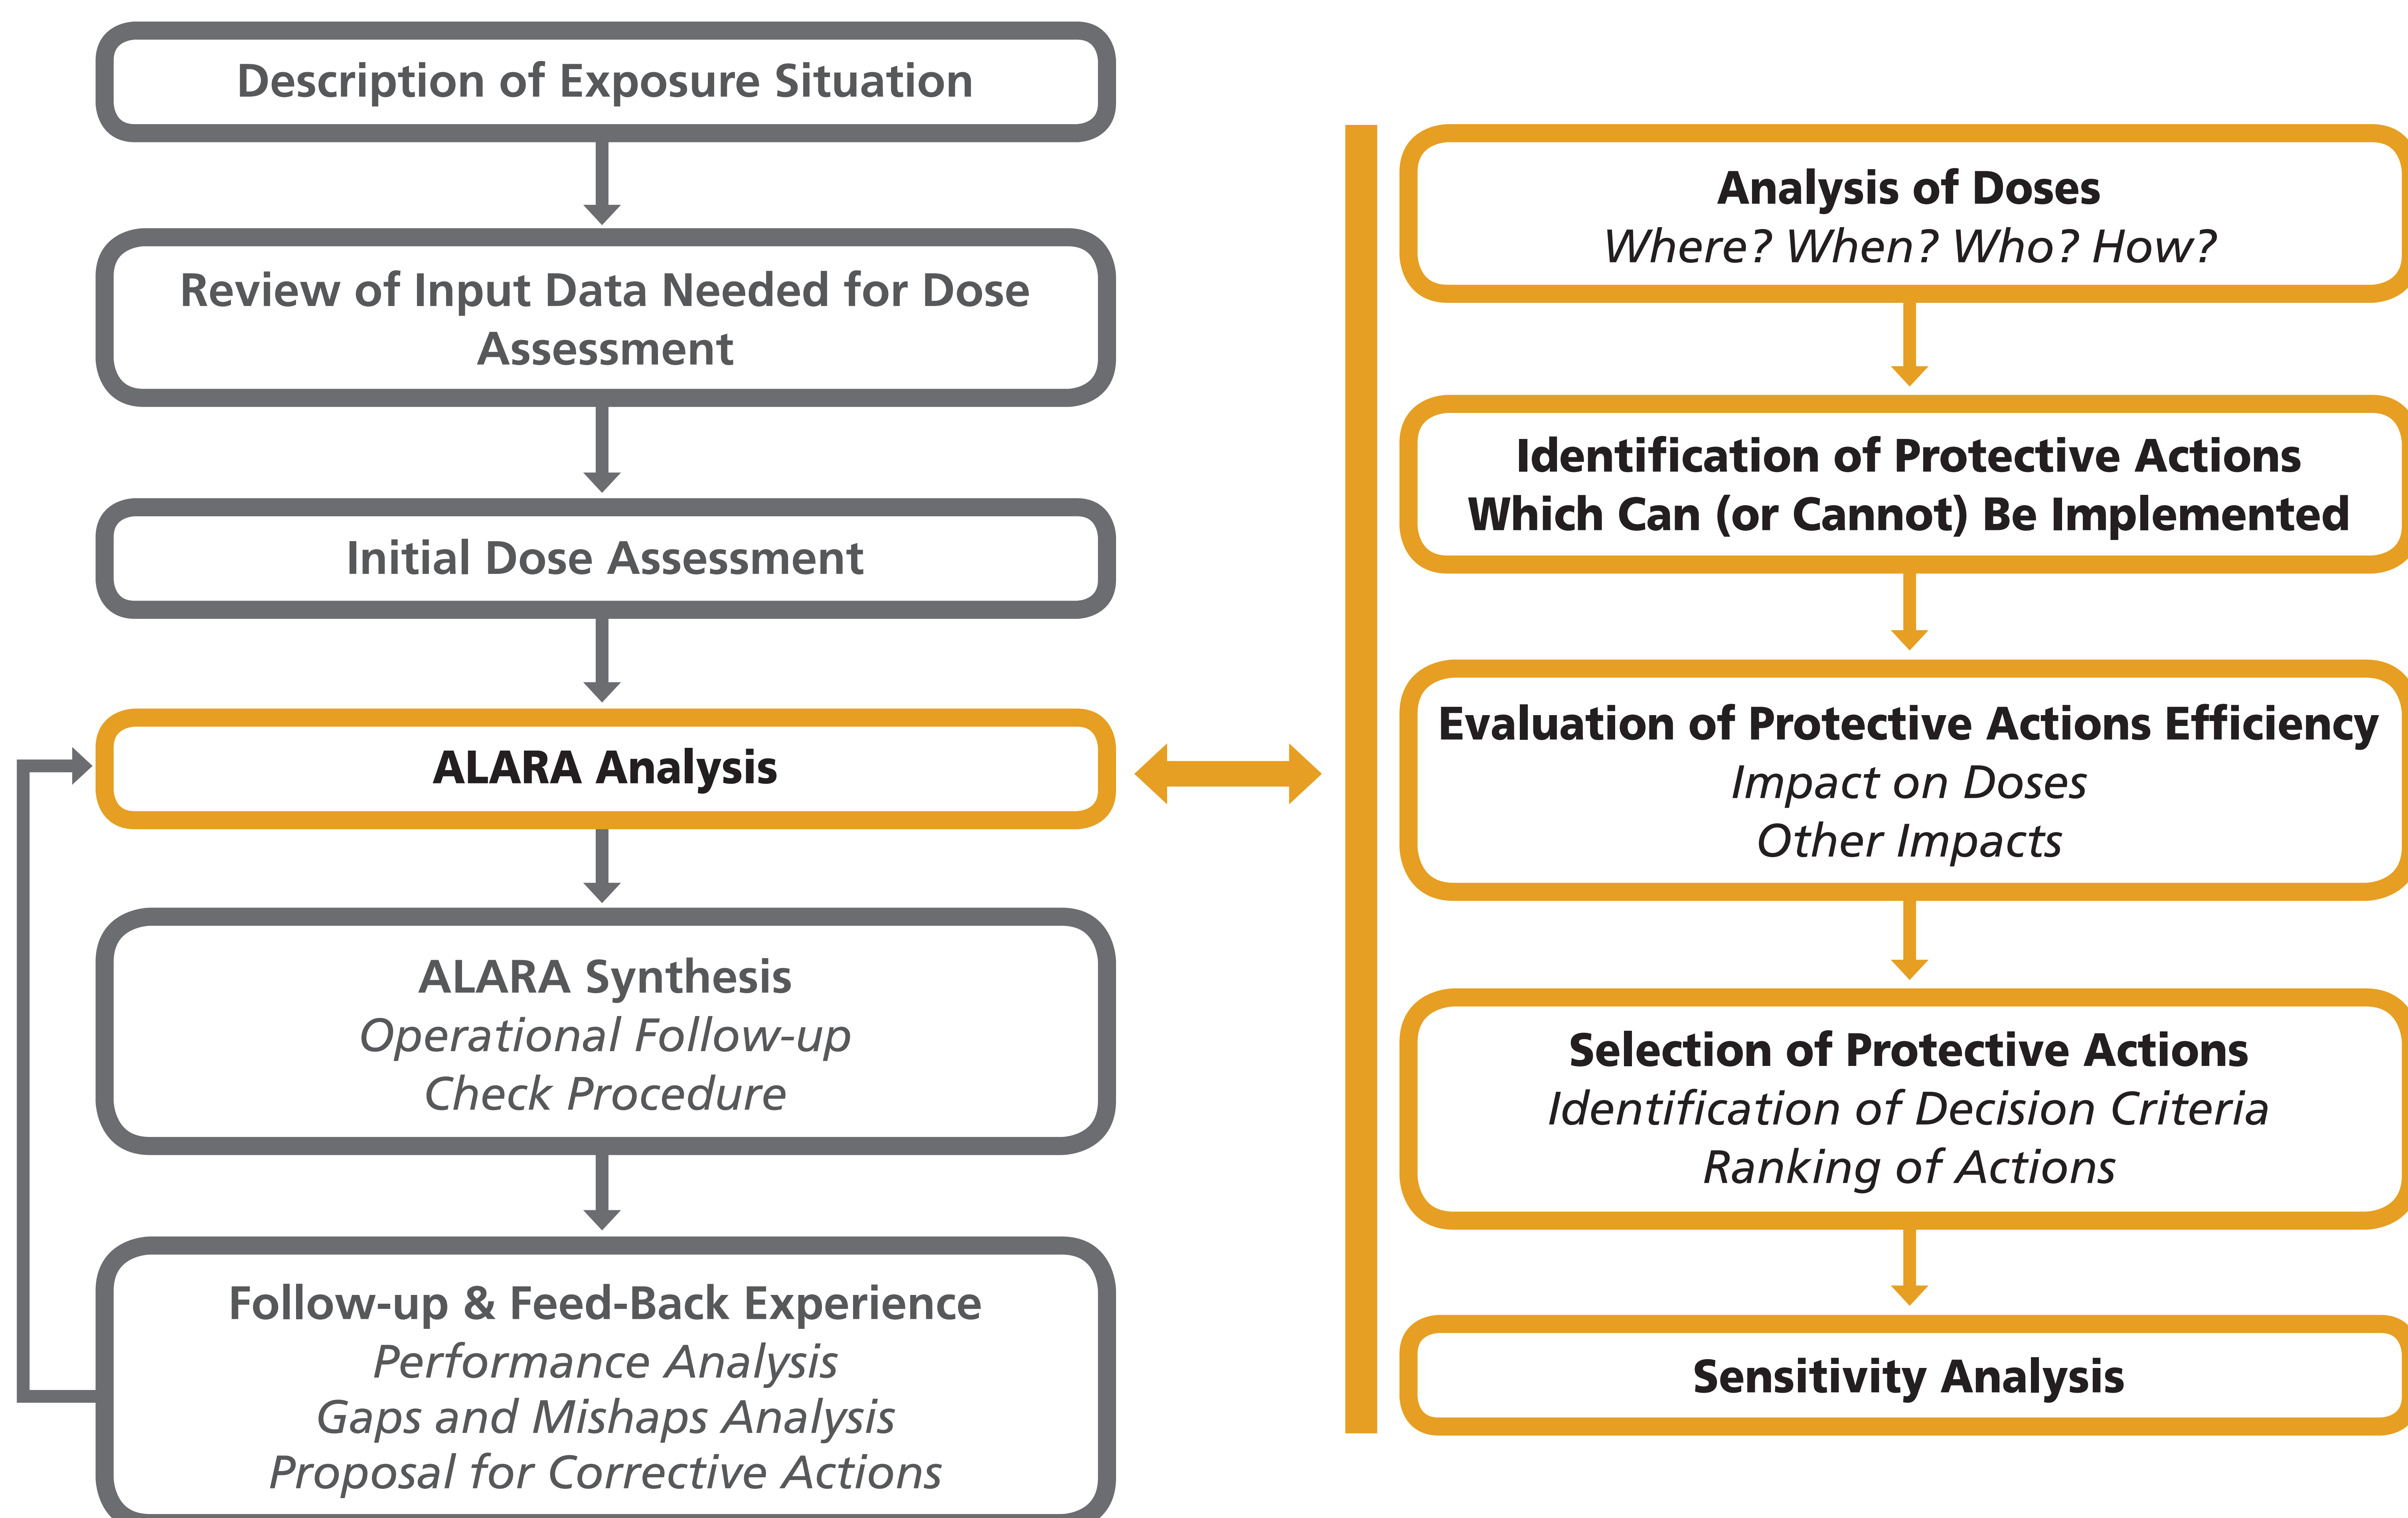 Description of Exposure Situation
Review of Input Data Needed for Dose
Assessment
Initial Dose Assessment
ALARA Analysis
ALARA Synthesis
Operational Follow-up
Check Procedure
Follow-up & Feed-Back Experience
Performance Analysis
Gaps and Mishaps Analysis
Proposal for Corrective Actions
Analysis of Doses
Where? When? Who? How?
Identification of Protective Actions
Which Can (or Cannot) Be Implemented
Evaluation of Protective Actions Efficiency
Impact on Doses
Other Impacts
Selection of Protective Actions
Identification of Decision Criteria
Ranking of Actions
Sensitivity Analysis